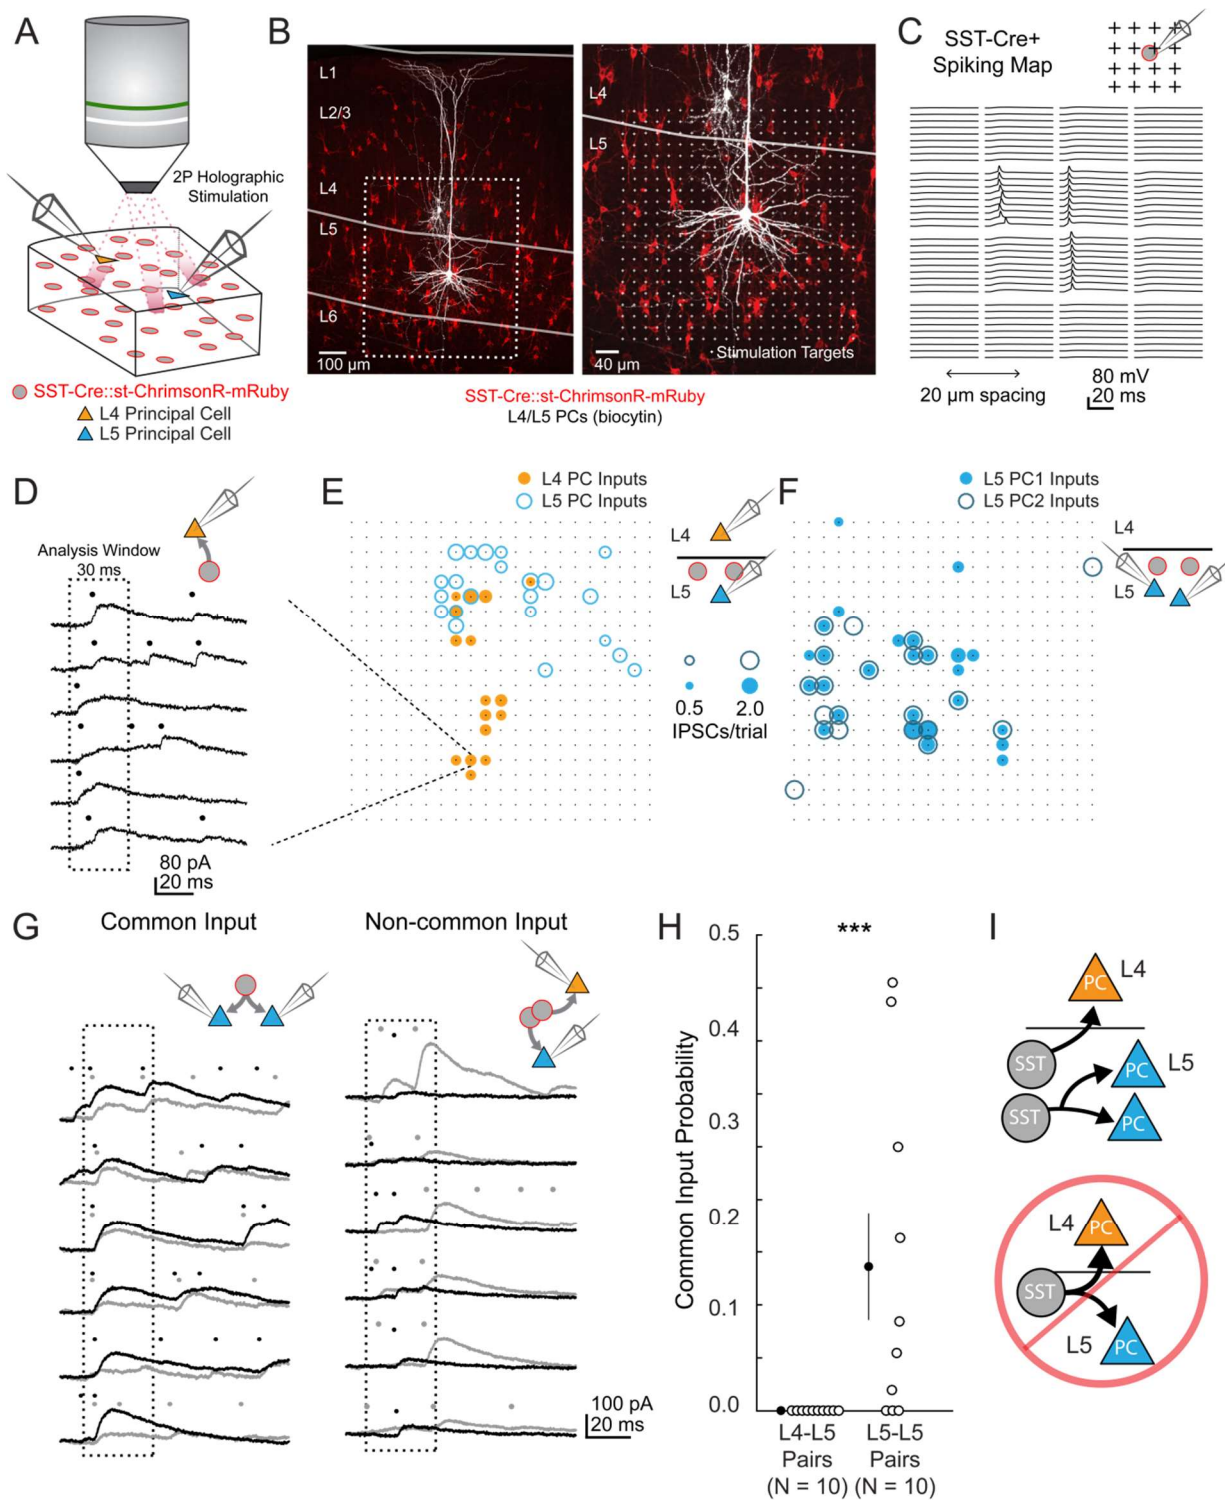 A
2P Holographic
Stimulation
SST-Cre::st-ChrimsonR-mRuby
L4 Principal Cell
L5 Principal Cell
B
L1
L2/3
L4
L5
L6
100 µm
L4
L5
Stimulation Targets
40 µm
SST-Cre::st-ChrimsonR-mRuby
L4/L5 PCs (biocytin)
C
SST-Cre+
Spiking Map
20 µm spacing
80 mV
20 ms
D
Analysis Window
30 ms
80 pA
20 ms
E
L4 PC Inputs
L5 PC Inputs
L4
L5
0.5
2.0
IPSCs/trial
F
L5 PC1 Inputs
L5 PC2 Inputs
L4
L5
G
Common Input
Non-common Input
100 pA
20 ms
H
***
Common Input Probability
0.5
0.4
0.3
0.2
0.1
0.0
L4-L5
Pairs
(N = 10)
L5-L5
Pairs
(N = 10)
I
PC
L4
SST
PC
L5
SST
PC
L4
PC
SST
L5
PC